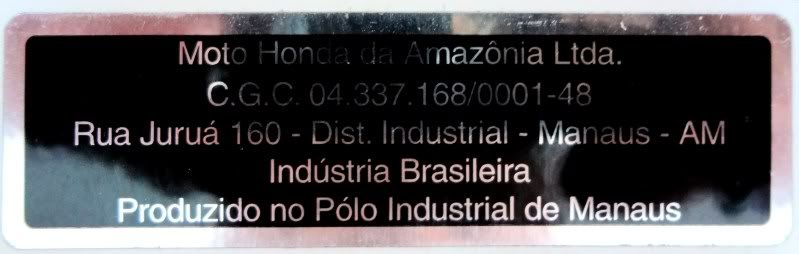 Moto Honda da Amazônia Ltda.
C.G.C. 04.337.168/0001-48
Rua Juruá 160 - Dist. Industrial - Manaus - AM
Indústria Brasileira
Produzido no Pólo Industrial de Manaus